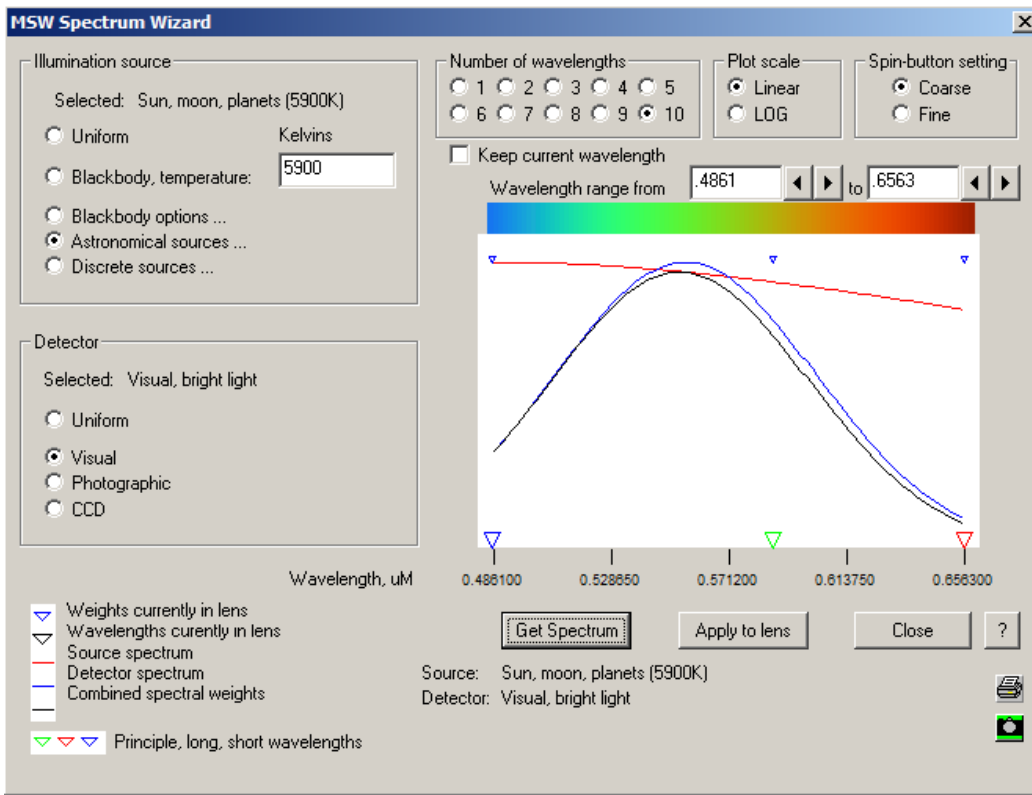 MSW Spectrum Wizard
Illumination source
Selected: Sun, moon, planets (5900K)
Uniform
Kelvins
Blackbody, temperature:
5900
Blackbody options ...
Astronomical sources ...
Discrete sources ...
Number of wavelengths
1 2 3 4 5
6 7 8 9 10
Plot scale
Linear
LOG
Spin-button setting
Coarse
Fine
Keep current wavelength
Wavelength range from .4861 to .6563
Detector
Selected: Visual, bright light
Uniform
Visual
Photographic
CCD
Wavelength, uM
0.486100 0.528650 0.571200 0.613750 0.656300
Weights currently in lens
Wavelengths curently in lens
Source spectrum
Detector spectrum
Combined spectral weights
Principle, long, short wavelengths
Get Spectrum Apply to lens Close ?
Source: Sun, moon, planets (5900K)
Detector: Visual, bright light